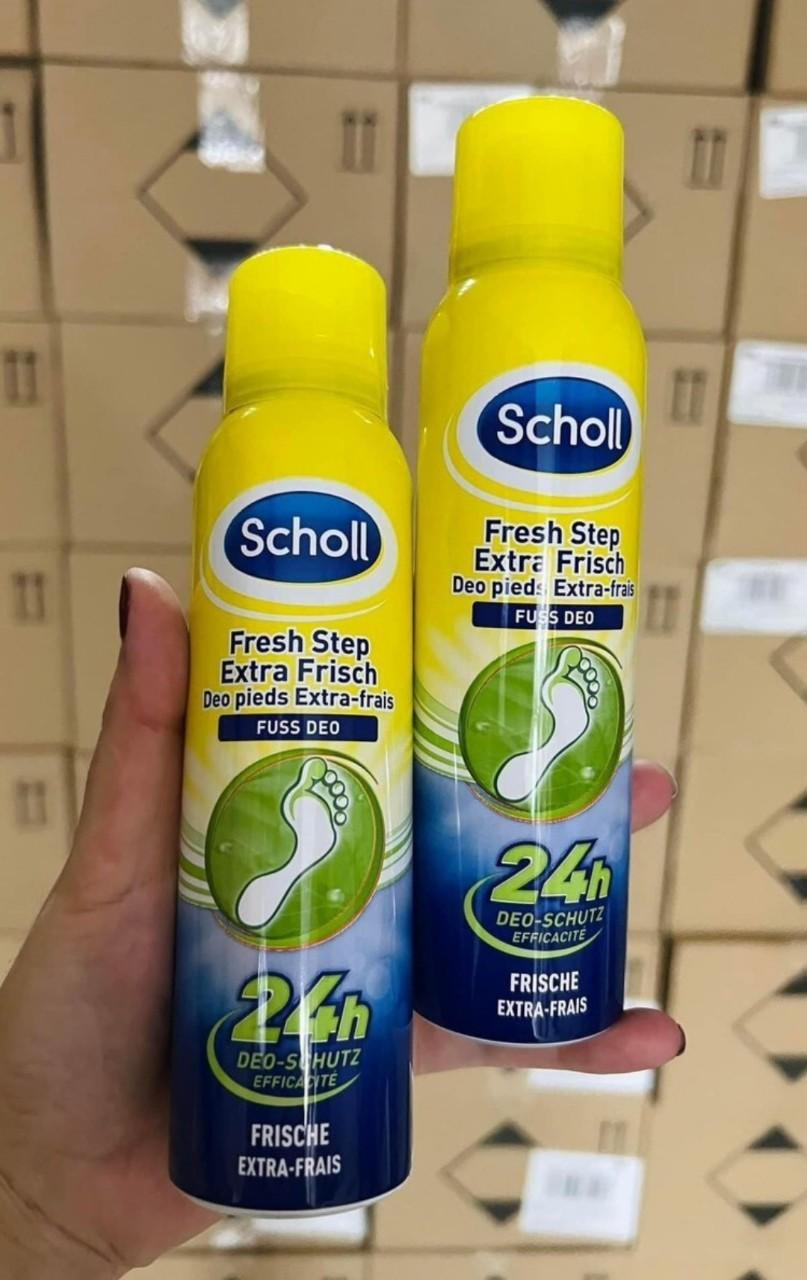 Scholl
Fresh Step
Extra Frisch
Deo pieds Extra-frais
FUSS DEO
24h
DEO-SCHUTZ
EFFICACITÉ
FRISCHE
EXTRA-FRAIS
Scholl
Fresh Step
Extra Frisch
Deo pieds Extra-frais
FUSS DEO
24h
DEO-SCHUTZ
EFFICACITÉ
FRISCHE
EXTRA-FRAIS